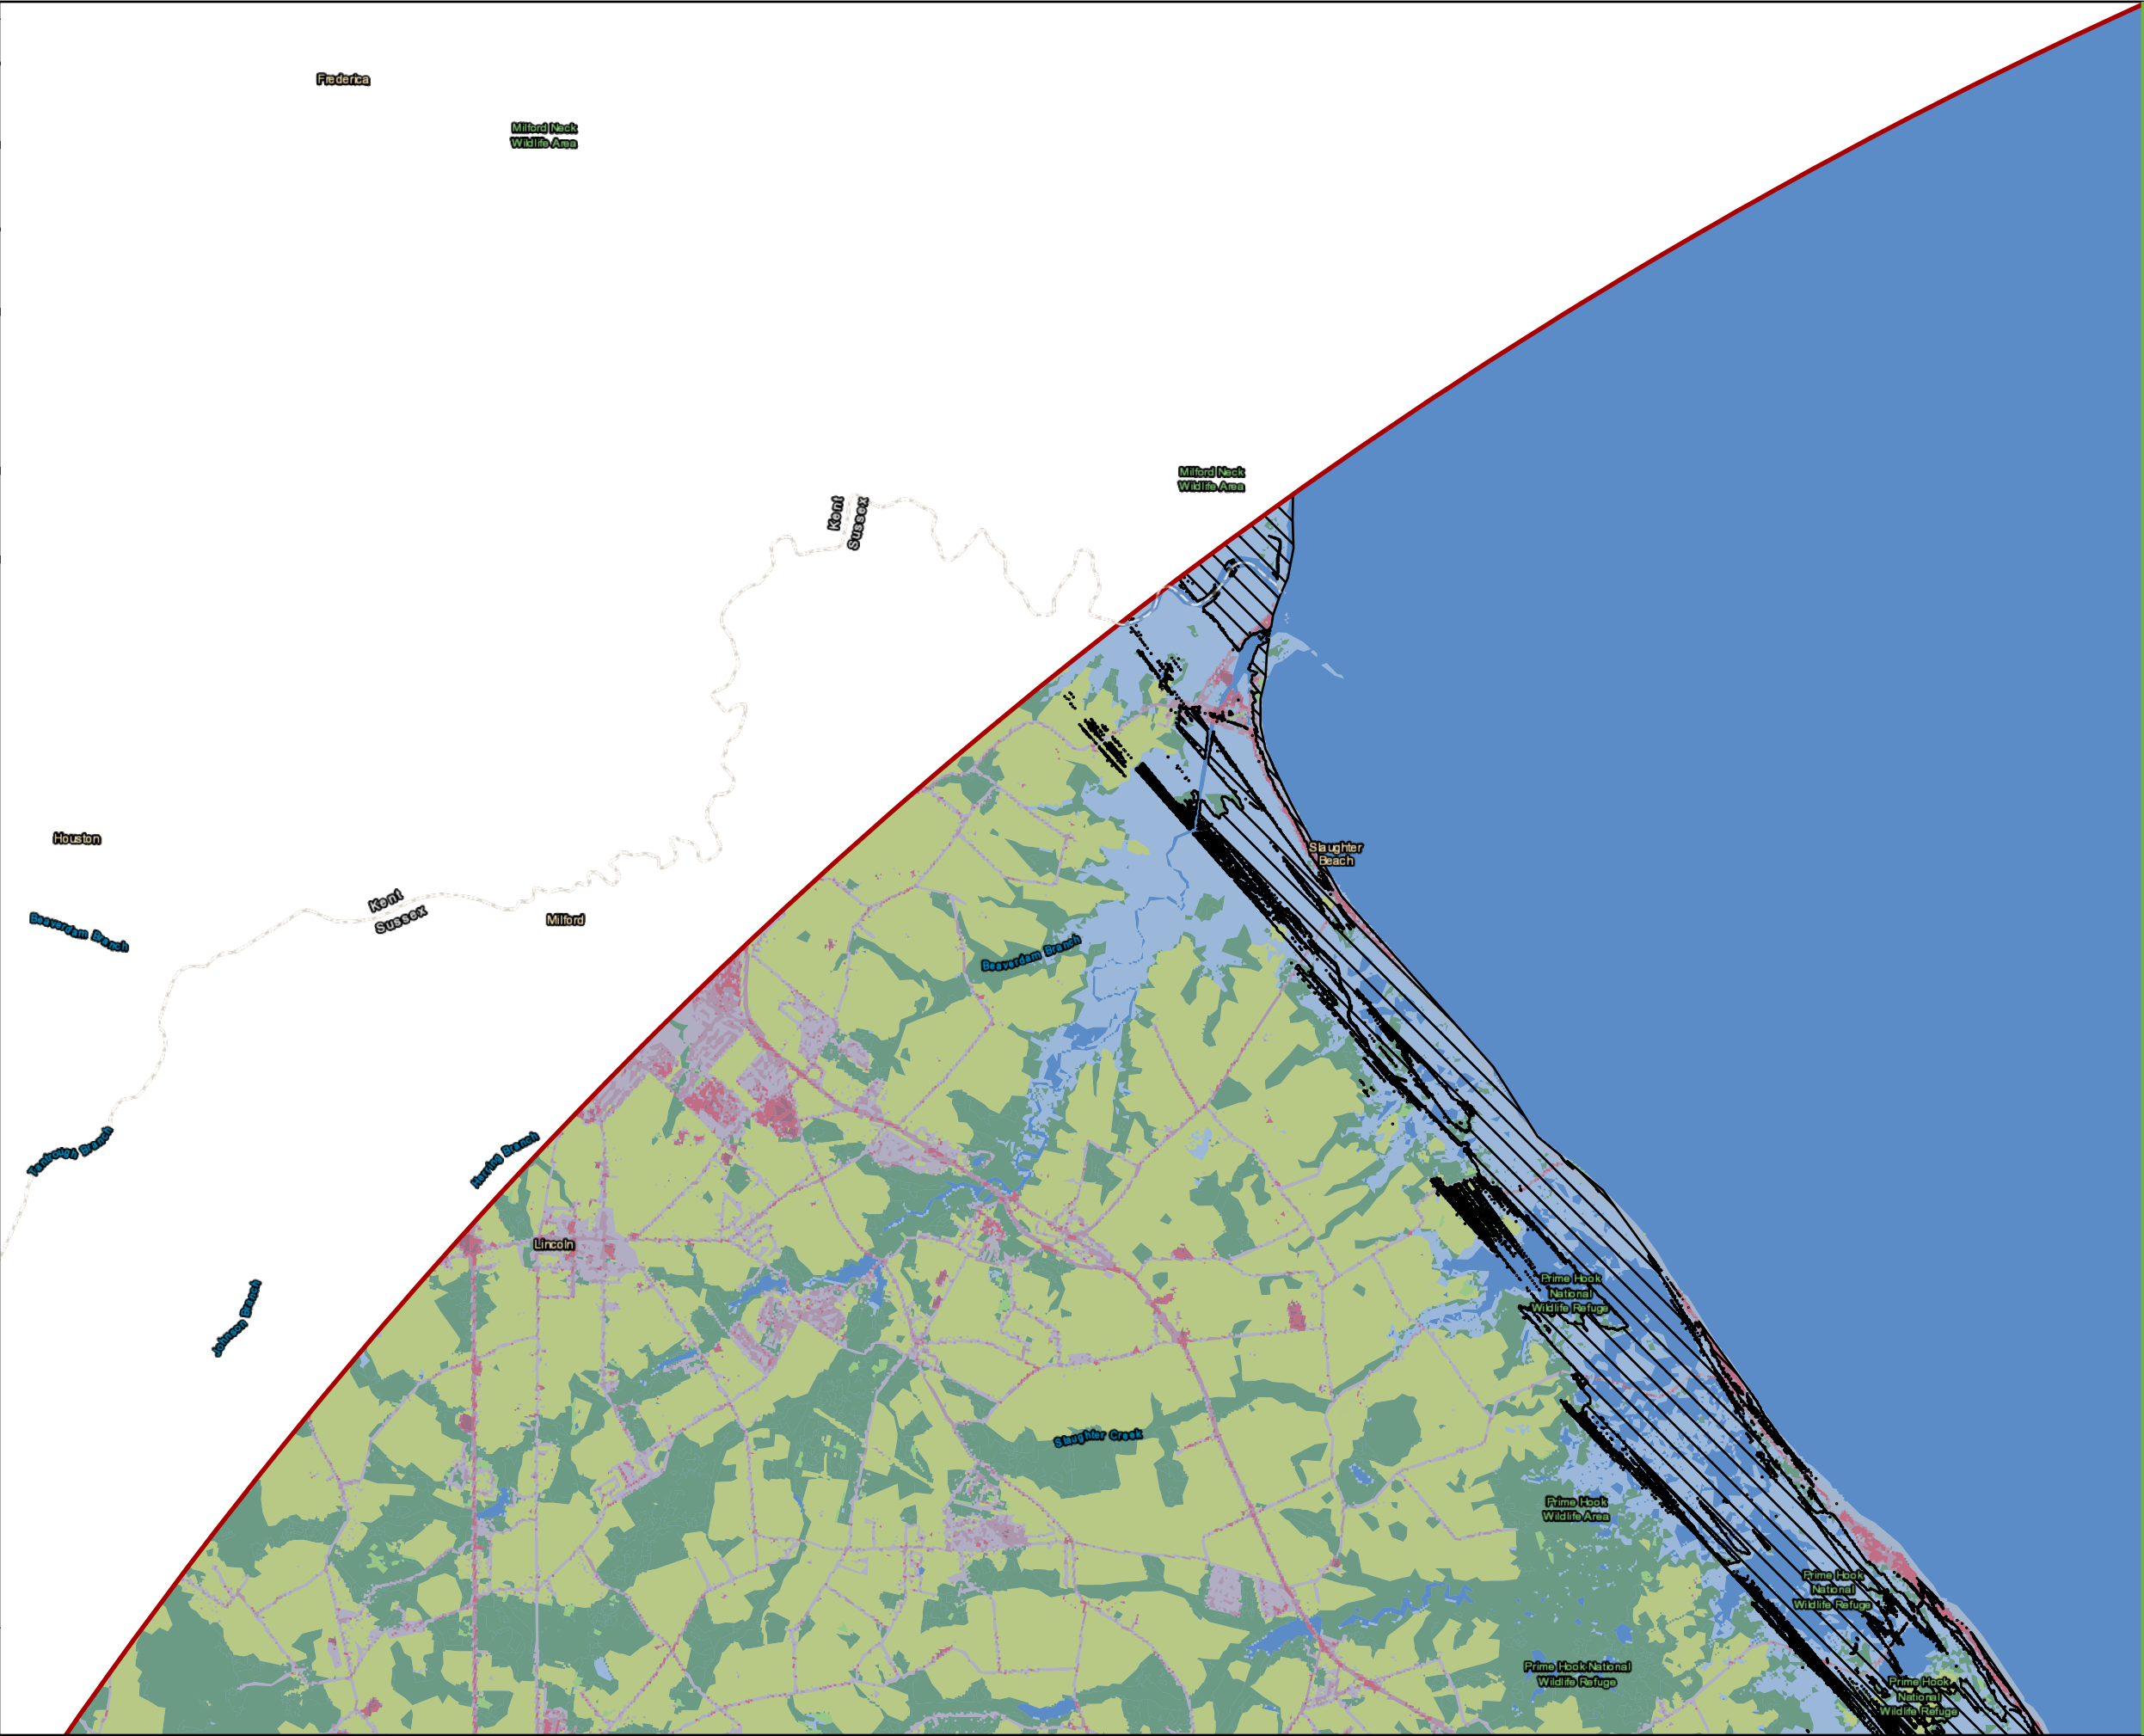 Frederica
Milford Neck
Wildlife Area
Milford Neck
Wildlife Area
Kent
Sussex
Houston
Slaughter
Beach
Kent
Sussex
Milford
Beaverdam Branch
Beaverdam Branch
Tantrough Branch
Herring Branch
Lincoln
Johnson Branch
Prime Hook
National
Wildlife Refuge
Slaughter Creek
Prime Hook
Wildlife Area
Prime Hook
National
Wildlife Refuge
Prime Hook National
Wildlife Refuge
Prime Hook
National
Wildlife Refuge